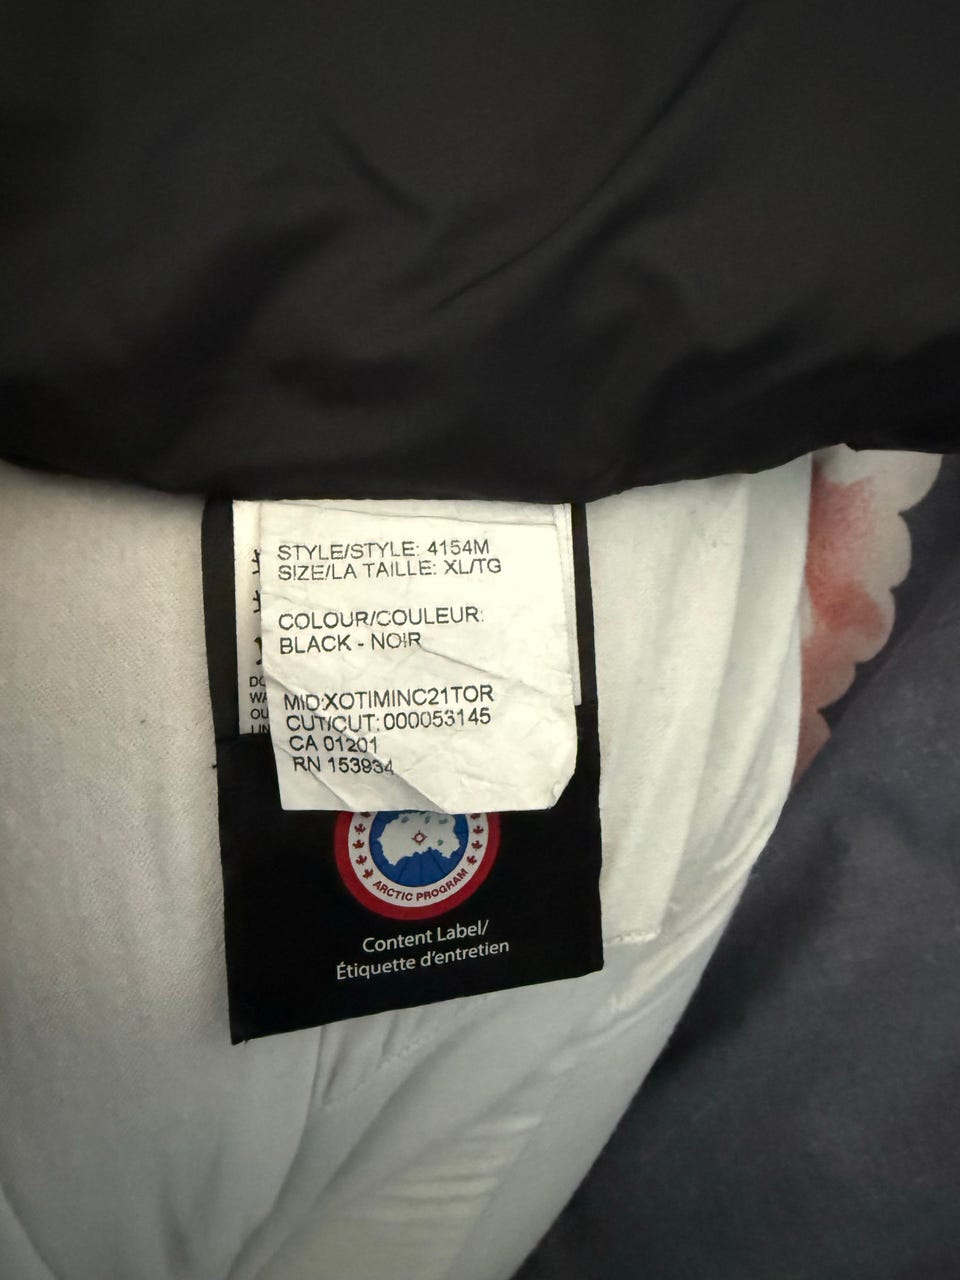 STYLE/STYLE: 4154M
SIZE/LA TAILLE: XL/TG
COLOUR/COULEUR:
BLACK - NOIR
MID:XOTIMINC21TOR
CUT/CUT: 000053145
CA 01201
RN 153934
ARCTIC PROGRAM
Content Label/
Étiquette d'entretien